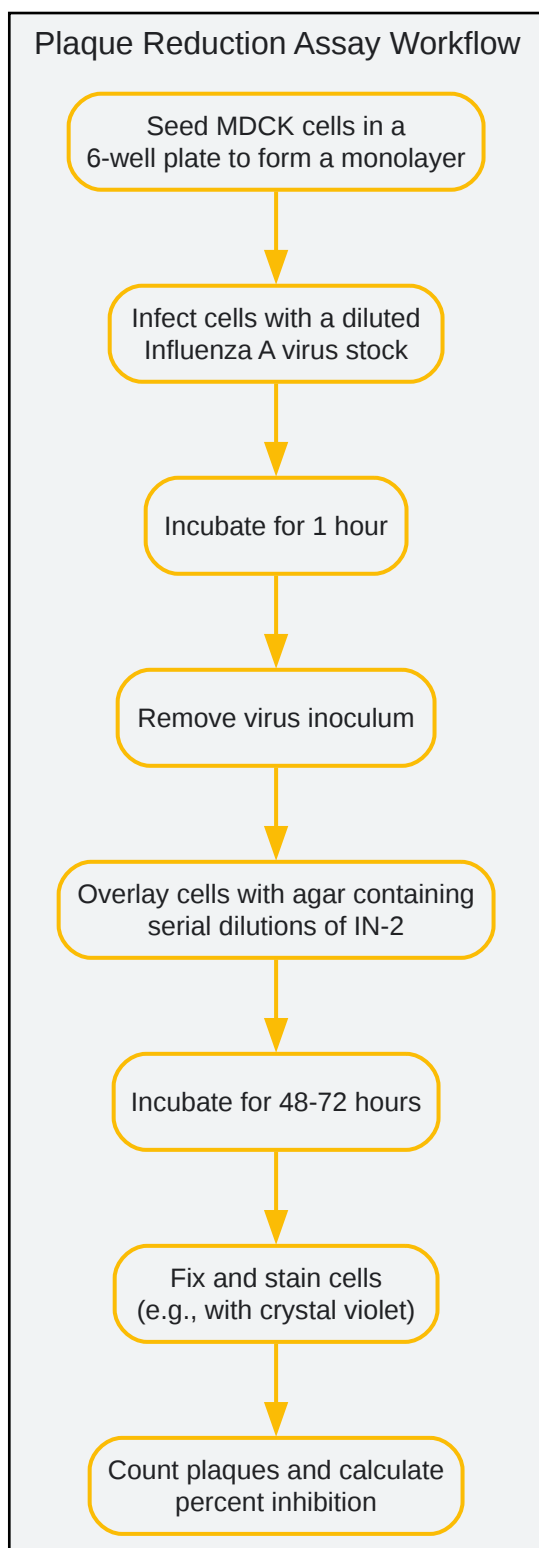 Plaque Reduction Assay Workflow
Seed MDCK cells in a
6-well plate to form a monolayer
Infect cells with a diluted
Influenza A virus stock
Incubate for 1 hour
Remove virus inoculum
Overlay cells with agar containing
serial dilutions of IN-2
Incubate for 48-72 hours
Fix and stain cells
(e.g., with crystal violet)
Count plaques and calculate
percent inhibition